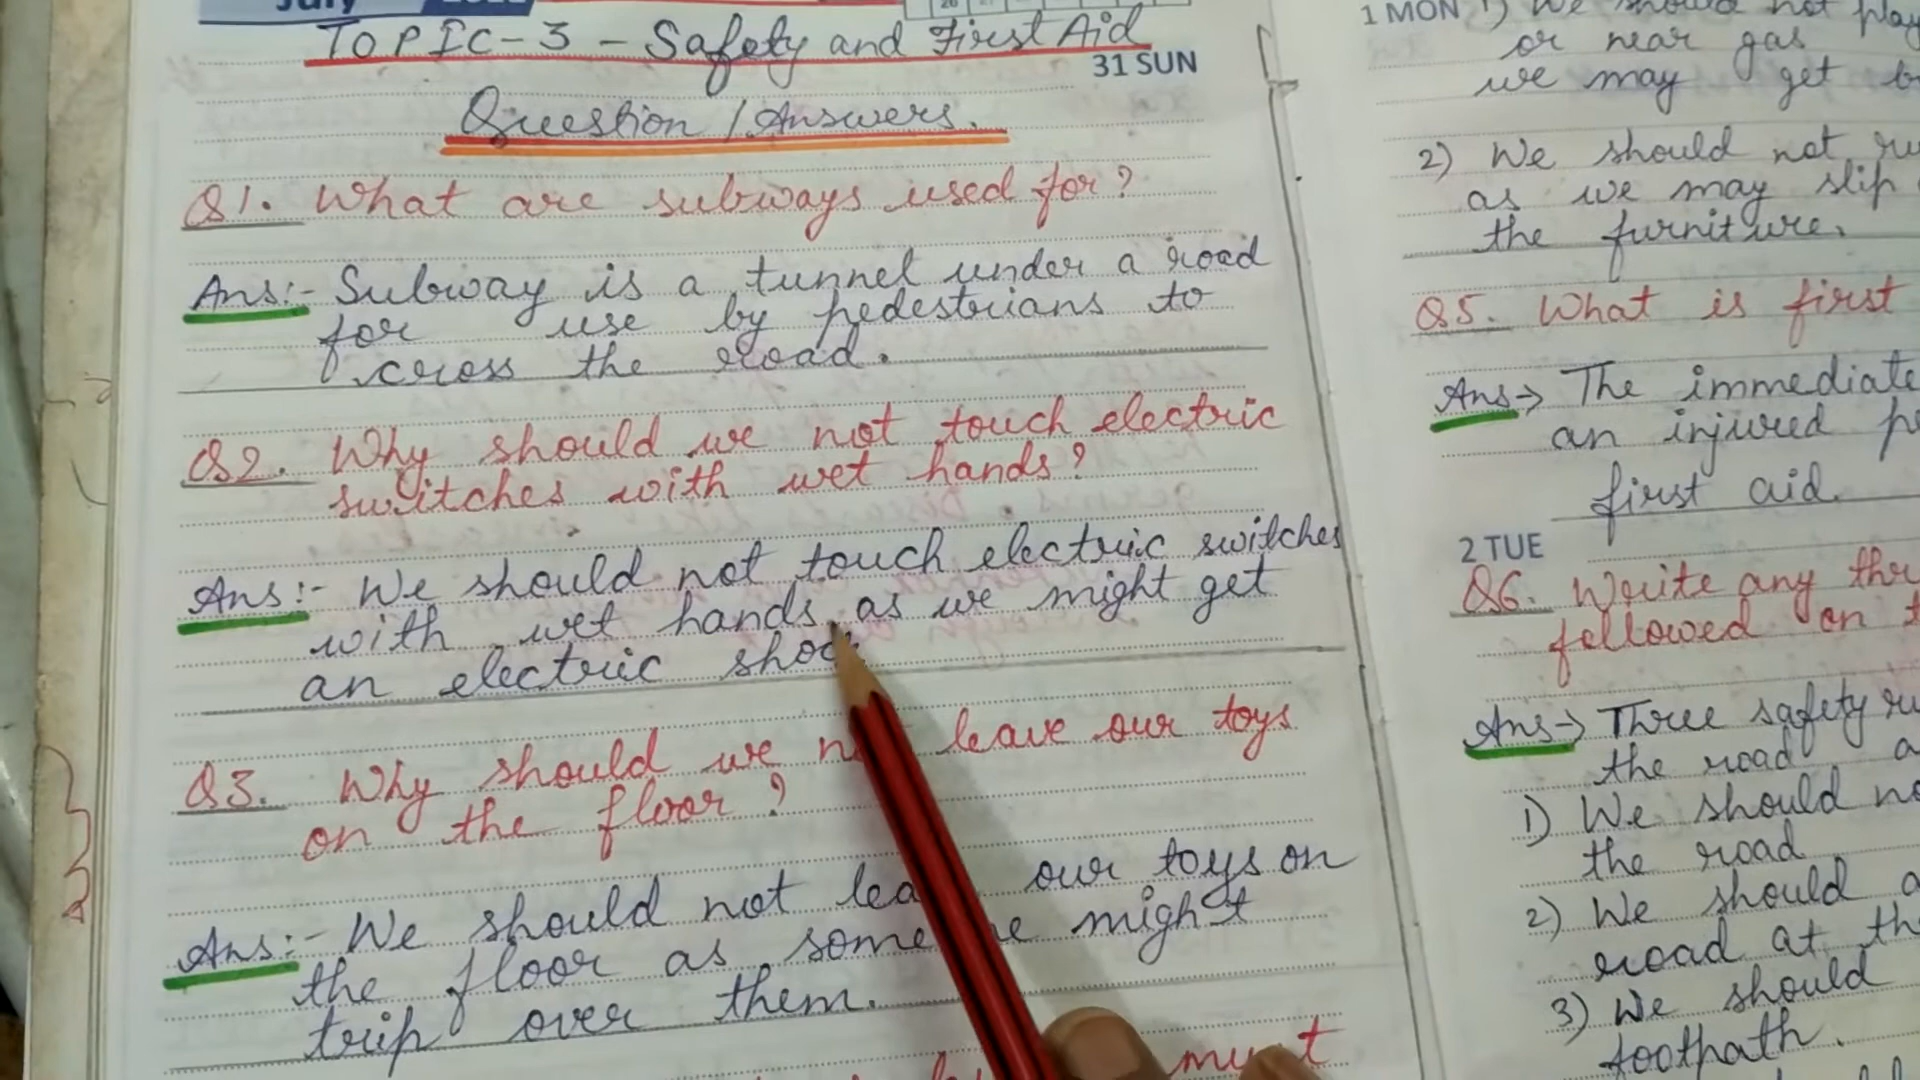 July
TOPIC-3 - Safety and First Aid
31 SUN
Question / Answers.
Q1. What are subways used for?
Ans:- Subway is a tunnel under a road
for use by pedestrians to
cross the road.
Q2. Why should we not touch electric
switches with wet hands?
Ans:- We should not touch electric switches
with wet hands as we might get
an electric shoc
Q3. Why should we leave our toys
on the floor?
Ans:- We should not our toys on
the floor as might
trip over them.
must
1 MON 1) We should not play
or near gas
we may get
2) We should not
as we may slip
the furniture.
Q5. What is first
Ans→ The immediate
an injured
first aid
2 TUE
Q6. Write any
followed on
Ans→ Three safety
the road
1) We should
the road
2) We should
road at
3) We should
footpath.